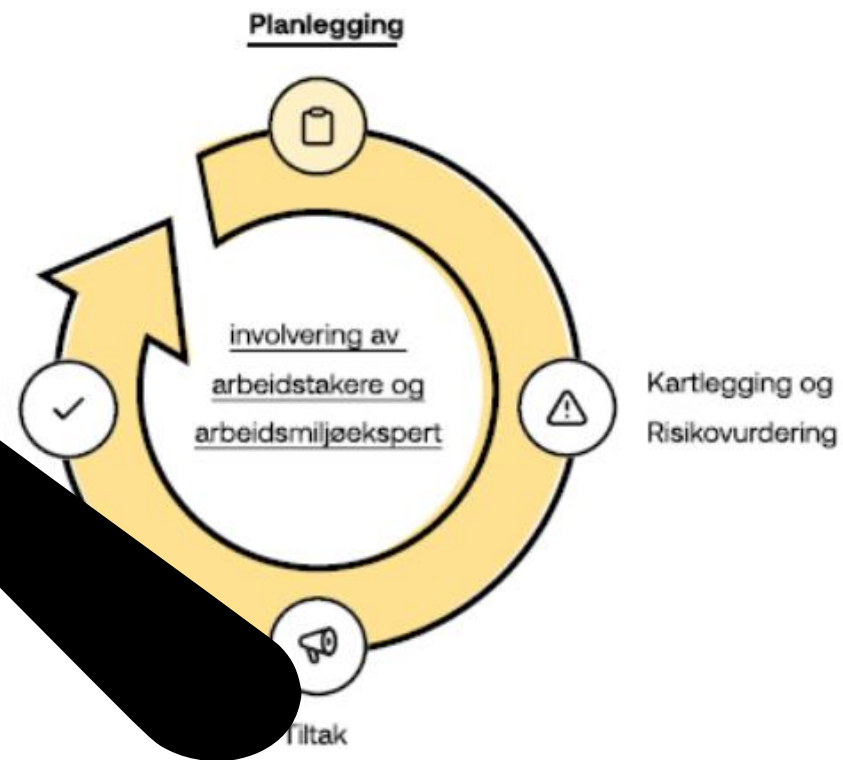 Planlegging
involvering av
arbeidstakere og
arbeidsmiljøekspert
Kartlegging og
Risikovurdering
Tiltak